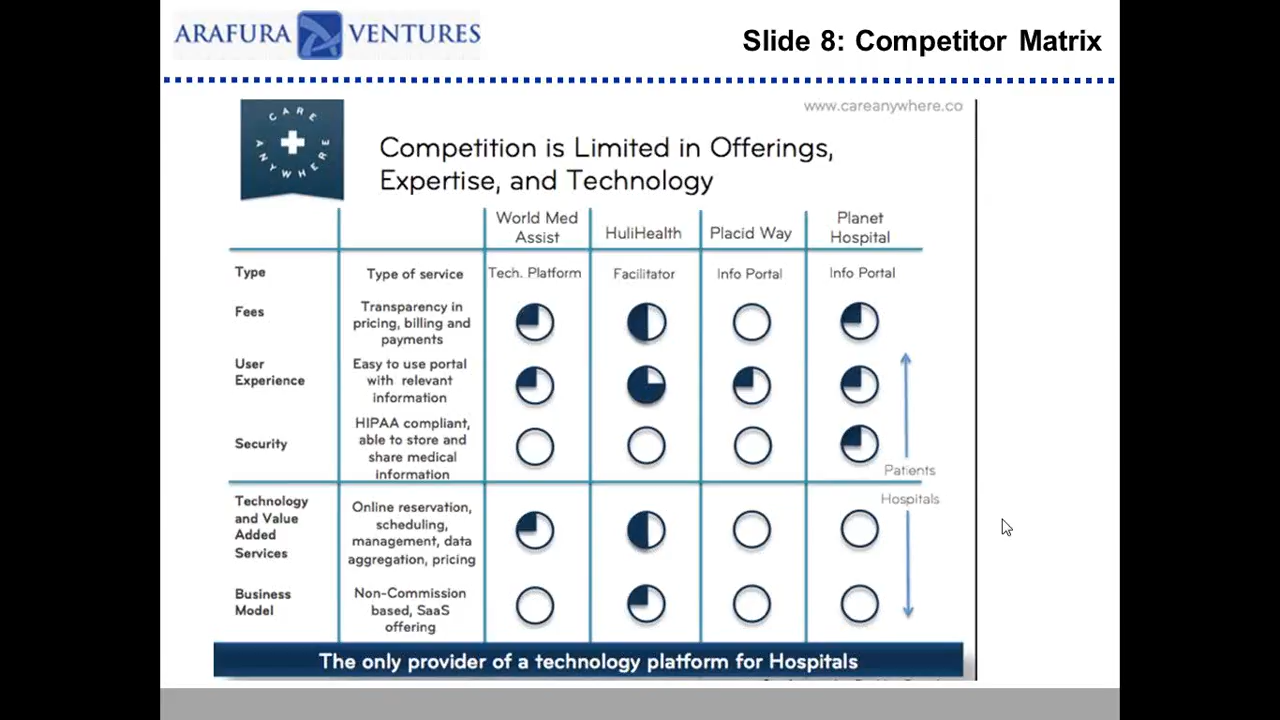 ARAFURA VENTURES
Slide 8: Competitor Matrix
CARE ANYWHERE
www.careanywhere.co
Competition is Limited in Offerings,
Expertise, and Technology
World Med
Assist
HuliHealth
Placid Way
Planet
Hospital
Type
Type of service
Tech. Platform
Facilitator
Info Portal
Info Portal
Fees
Transparency in
pricing, billing and
payments
User
Experience
Easy to use portal
with relevant
information
Security
HIPAA compliant,
able to store and
share medical
information
Patients
Hospitals
Technology
and Value
Added
Services
Online reservation,
scheduling,
management, data
aggregation, pricing
Business
Model
Non-Commission
based, SaaS
offering
The only provider of a technology platform for Hospitals